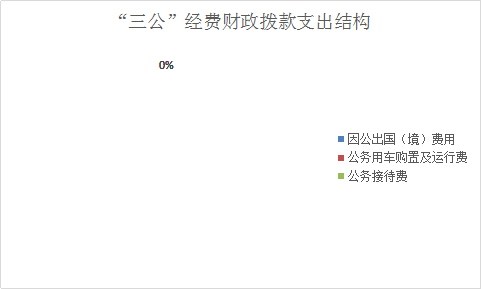 “三公”经费财政拨款支出结构
0%
因公出国（境）费用
公务用车购置及运行费
公务接待费